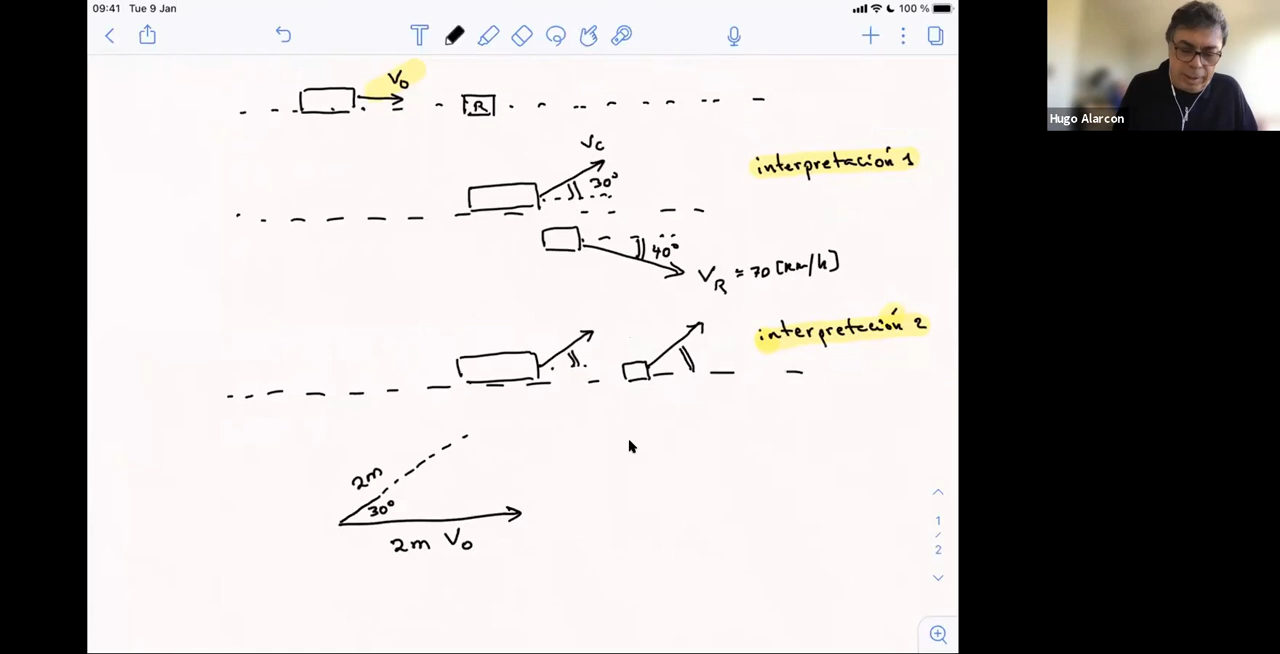 09:41 Tue 9 Jan
100 %
T
Hugo Alarcon
V₀
R
Vc
30°
interpretación 1
40°
V_R = 70 [km/h]
interpretación 2
2m
30°
2m V₀
1
/
2